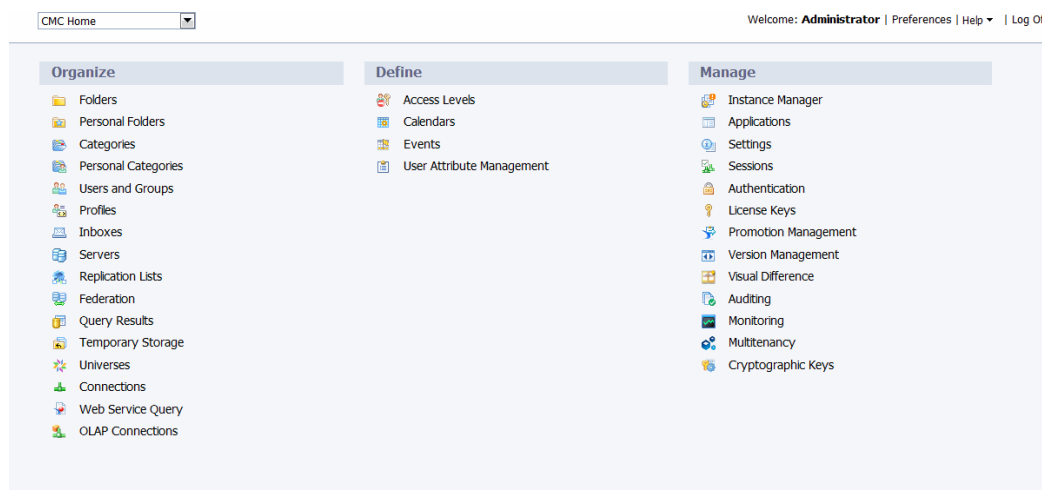 CMC Home
Welcome: Administrator | Preferences | Help | Log Of
Organize
Folders
Personal Folders
Categories
Personal Categories
Users and Groups
Profiles
Inboxes
Servers
Replication Lists
Federation
Query Results
Temporary Storage
Universes
Connections
Web Service Query
OLAP Connections
Define
Access Levels
Calendars
Events
User Attribute Management
Manage
Instance Manager
Applications
Settings
Sessions
Authentication
License Keys
Promotion Management
Version Management
Visual Difference
Auditing
Monitoring
Multitenancy
Cryptographic Keys